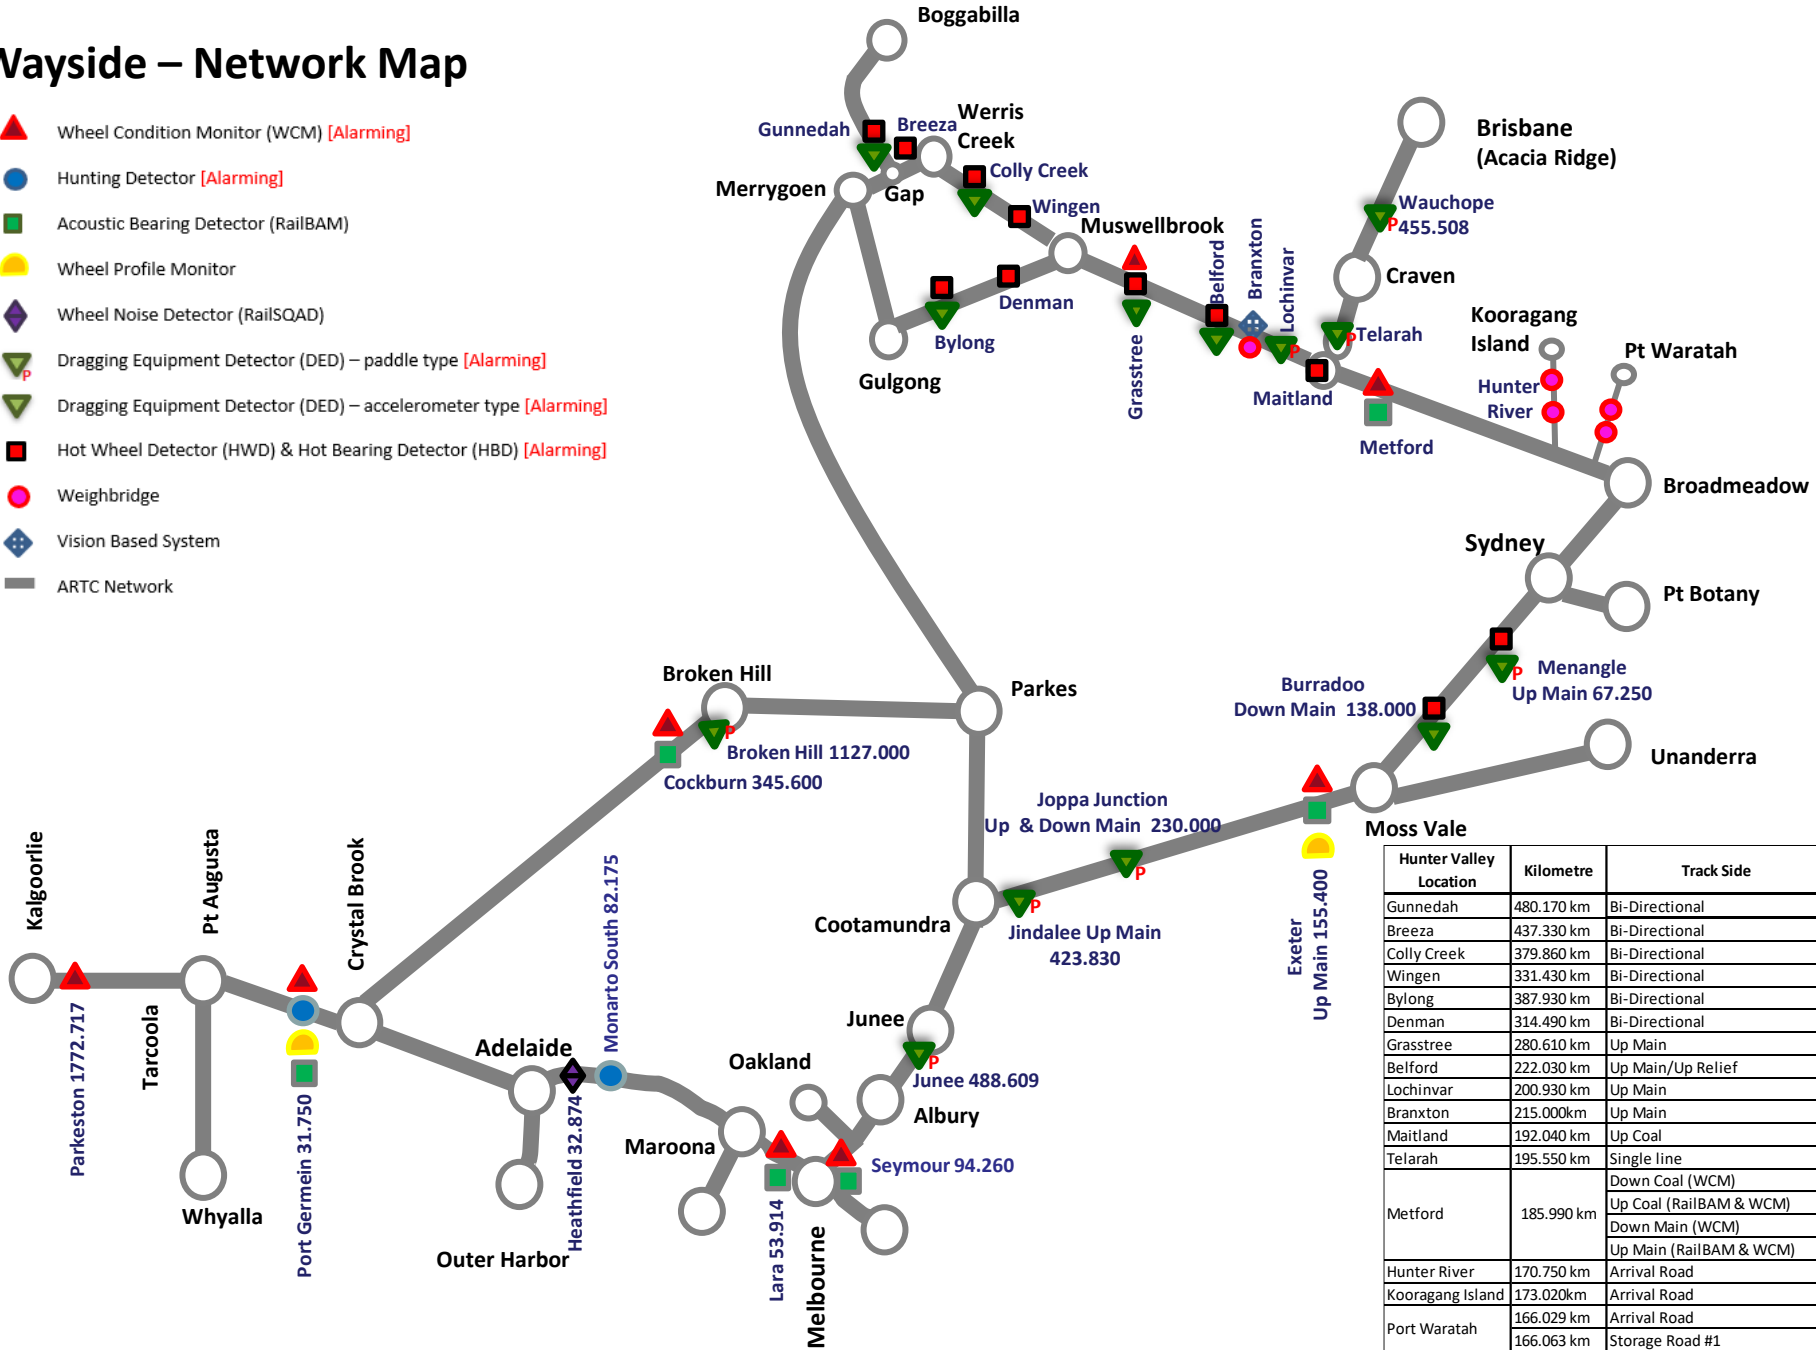 Wayside – Network Map
Wheel Condition Monitor (WCM) [Alarming]
Hunting Detector [Alarming]
Acoustic Bearing Detector (RailBAM)
Wheel Profile Monitor
Wheel Noise Detector (RailSQAD)
P
Dragging Equipment Detector (DED) – paddle type [Alarming]
Dragging Equipment Detector (DED) – accelerometer type [Alarming]
Hot Wheel Detector (HWD) & Hot Bearing Detector (HBD) [Alarming]
Weighbridge
Vision Based System
ARTC Network
Boggabilla
Gunnedah
Breeza
Werris
Creek
Merrygoen
Gap
Colly Creek
Wingen
Muswellbrook
Denman
Bylong
Gulgong
Grasstree
Belford
Branxton
Lochinvar
P
Maitland
Brisbane
(Acacia Ridge)
Wauchope
P
455.508
Craven
P
Telarah
Kooragang
Island
Hunter
River
Pt Waratah
Metford
Broadmeadow
Sydney
Pt Botany
P
Menangle
Up Main 67.250
Burradoo
Down Main 138.000
Unanderra
Moss Vale
Broken Hill
P
Broken Hill 1127.000
Cockburn 345.600
Parkes
Joppa Junction
Up & Down Main 230.000
P
Cootamundra
P
Jindalee Up Main
423.830
Exeter
Up Main 155.400
Kalgoorlie
Parkeston 1772.717
Tarcoola
Pt Augusta
Whyalla
Port Germein 31.750
Crystal Brook
Adelaide
Outer Harbor
Heathfield 32.874
Monarto South 82.175
Junee
P
Junee 488.609
Oakland
Albury
Maroona
Seymour 94.260
Lara 53.914
Melbourne
Hunter Valley Location Kilometre Track Side
Gunnedah 480.170 km Bi-Directional
Breeza 437.330 km Bi-Directional
Colly Creek 379.860 km Bi-Directional
Wingen 331.430 km Bi-Directional
Bylong 387.930 km Bi-Directional
Denman 314.490 km Bi-Directional
Grasstree 280.610 km Up Main
Belford 222.030 km Up Main/Up Relief
Lochinvar 200.930 km Up Main
Branxton 215.000km Up Main
Maitland 192.040 km Up Coal
Telarah 195.550 km Single line
Metford 185.990 km Down Coal (WCM)
Up Coal (RailBAM & WCM)
Down Main (WCM)
Up Main (RailBAM & WCM)
Hunter River 170.750 km Arrival Road
Kooragang Island 173.020km Arrival Road
Port Waratah 166.029 km Arrival Road
166.063 km Storage Road #1